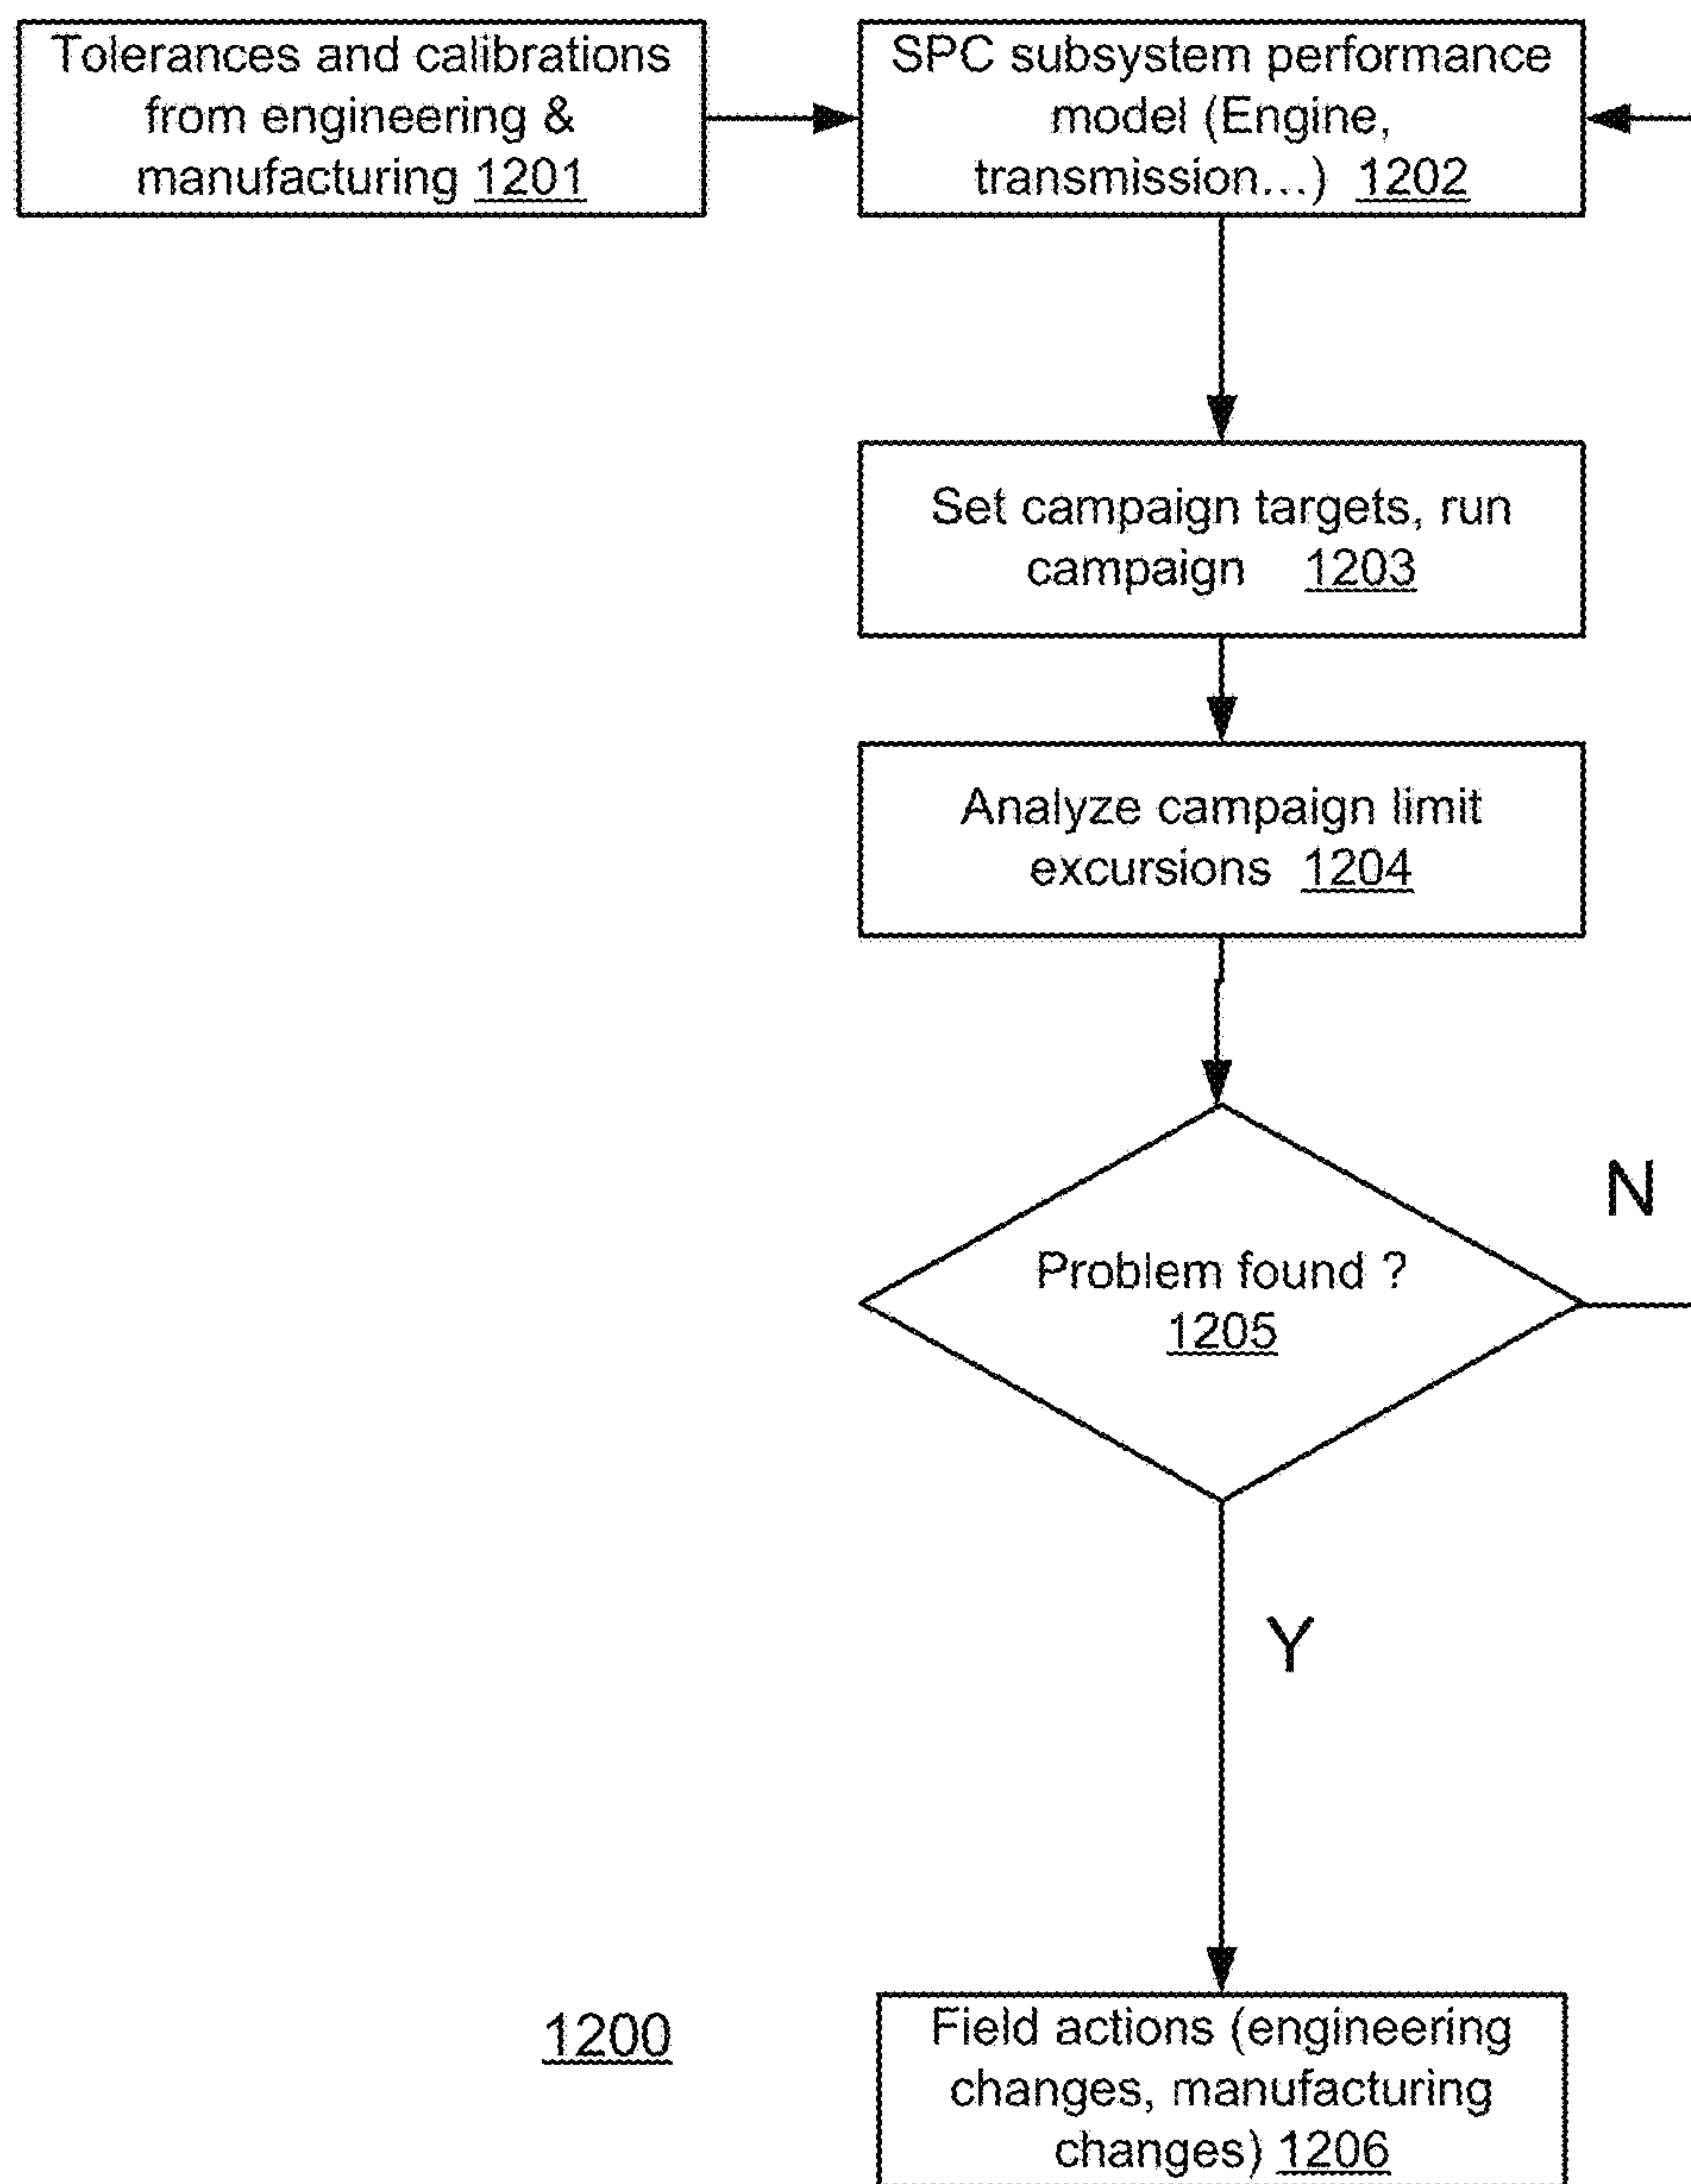 Tolerances and calibrations
from engineering &
manufacturing 1201
SPC subsystem performance
model (Engine,
transmission...) 1202
Set campaign targets, run
campaign 1203
Analyze campaign limit
excursions 1204
N
Problem found ?
1205
Y
1200
Field actions (engineering
changes, manufacturing
changes) 1206